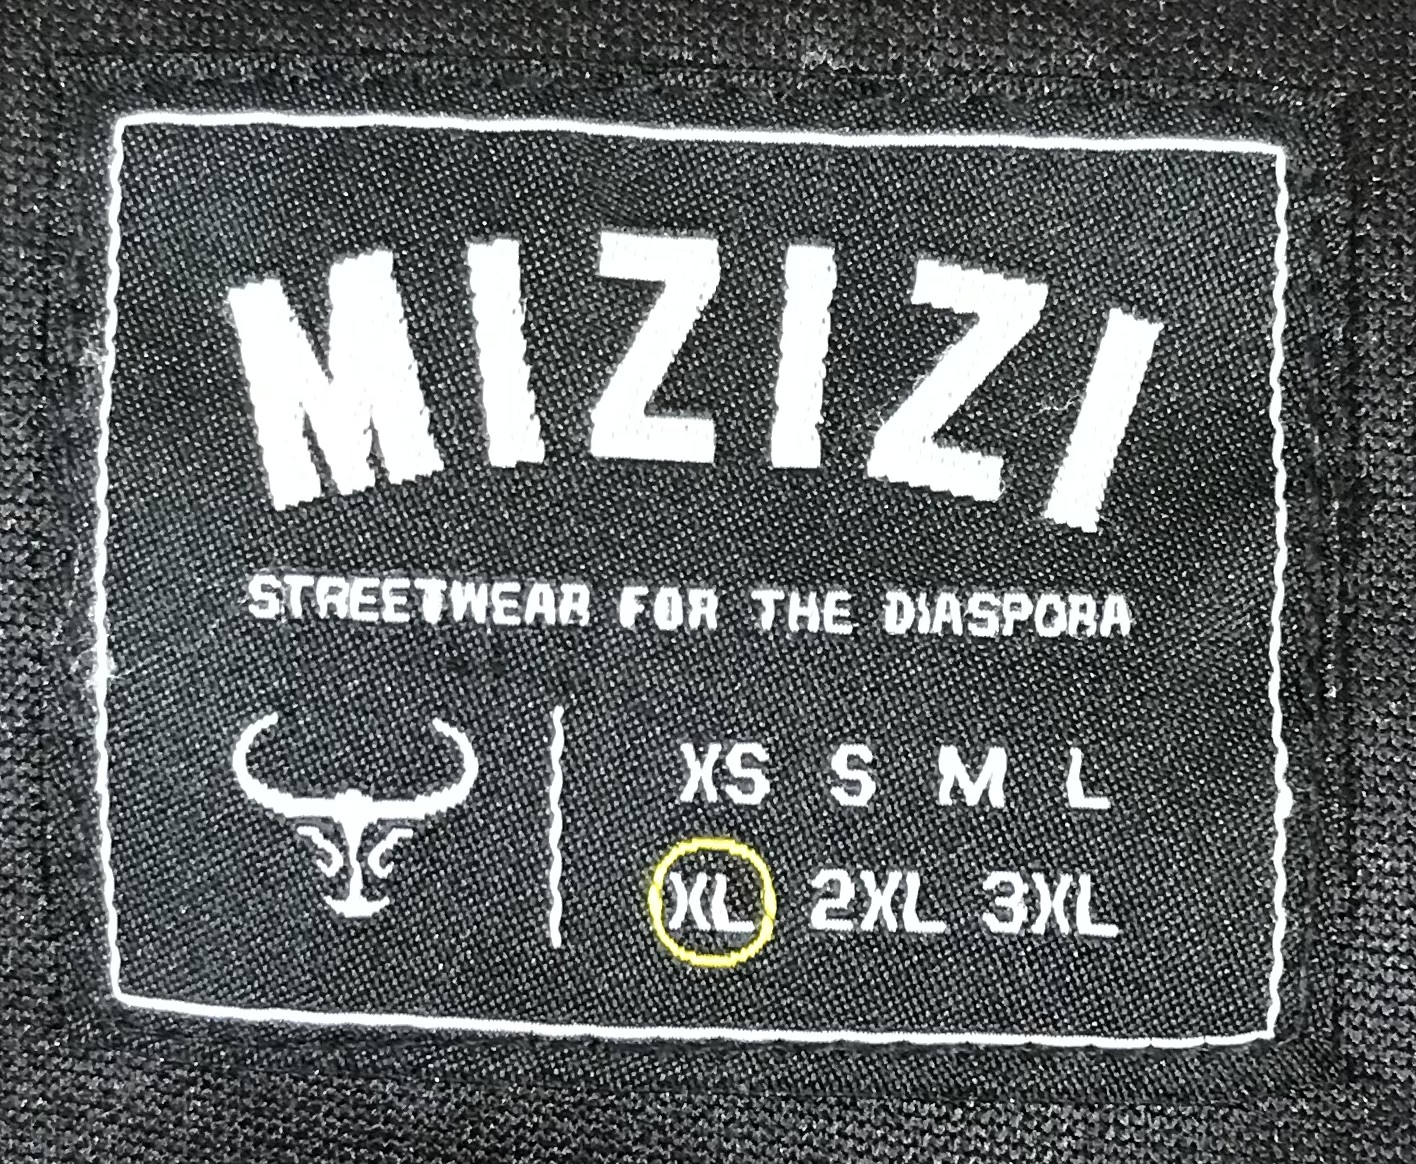 MIZIZI
STREETWEAR FOR THE DIASPORA
XS S M L
XL 2XL 3XL